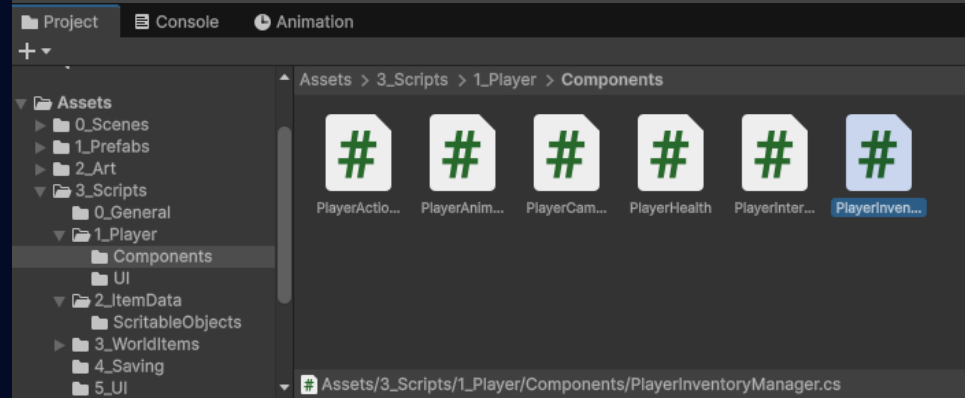 Project Console Animation
Assets
0_Scenes
1_Prefabs
2_Art
3_Scripts
0_General
1_Player
Components
UI
2_ItemData
ScritableObjects
3_WorldItems
4_Saving
5_UI
Assets > 3_Scripts > 1_Player > Components
PlayerActio... PlayerAnim... PlayerCam... PlayerHealth PlayerInter... PlayerInven...
Assets/3_Scripts/1_Player/Components/PlayerInventoryManager.cs